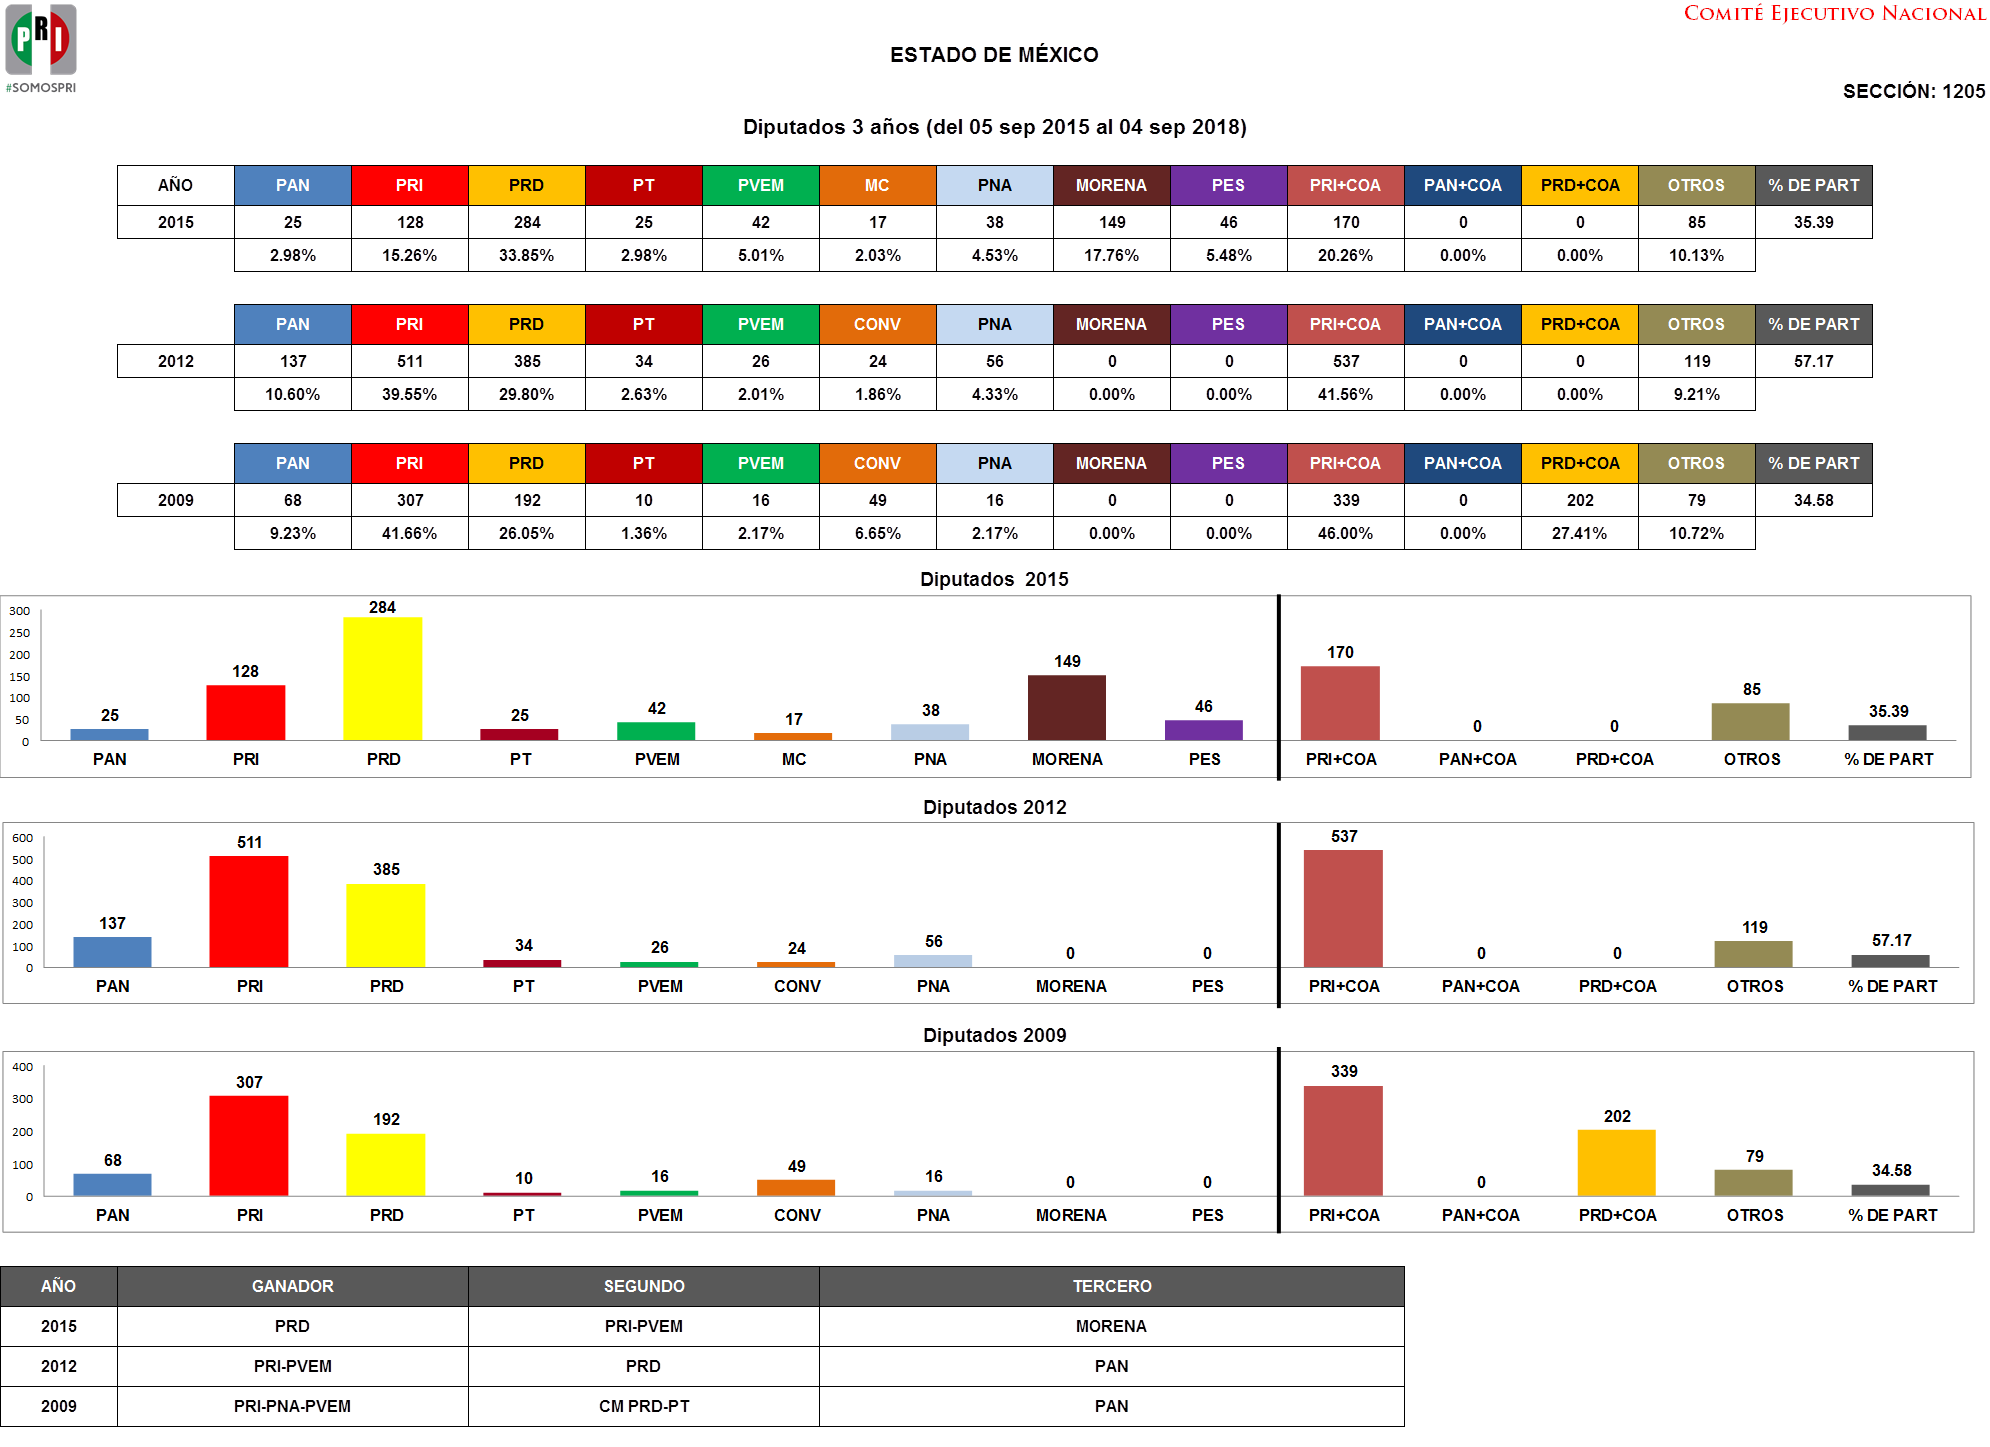 PRI
#SOMOSPRI
COMITÉ EJECUTIVO NACIONAL
ESTADO DE MÉXICO
SECCIÓN: 1205
Diputados 3 años (del 05 sep 2015 al 04 sep 2018)
AÑO PAN PRI PRD PT PVEM MC PNA MORENA PES PRI+COA PAN+COA PRD+COA OTROS % DE PART
2015 25 128 284 25 42 17 38 149 46 170 0 0 85 35.39
2.98% 15.26% 33.85% 2.98% 5.01% 2.03% 4.53% 17.76% 5.48% 20.26% 0.00% 0.00% 10.13%
PAN PRI PRD PT PVEM CONV PNA MORENA PES PRI+COA PAN+COA PRD+COA OTROS % DE PART
2012 137 511 385 34 26 24 56 0 0 537 0 0 119 57.17
10.60% 39.55% 29.80% 2.63% 2.01% 1.86% 4.33% 0.00% 0.00% 41.56% 0.00% 0.00% 9.21%
PAN PRI PRD PT PVEM CONV PNA MORENA PES PRI+COA PAN+COA PRD+COA OTROS % DE PART
2009 68 307 192 10 16 49 16 0 0 339 0 202 79 34.58
9.23% 41.66% 26.05% 1.36% 2.17% 6.65% 2.17% 0.00% 0.00% 46.00% 0.00% 27.41% 10.72%
Diputados 2015
300
250
200
150
100
50
0
25 128 284 25 42 17 38 149 46 170 0 0 85 35.39
PAN PRI PRD PT PVEM MC PNA MORENA PES PRI+COA PAN+COA PRD+COA OTROS % DE PART
Diputados 2012
600
500
400
300
200
100
0
137 511 385 34 26 24 56 0 0 537 0 0 119 57.17
PAN PRI PRD PT PVEM CONV PNA MORENA PES PRI+COA PAN+COA PRD+COA OTROS % DE PART
Diputados 2009
400
300
200
100
0
68 307 192 10 16 49 16 0 0 339 0 202 79 34.58
PAN PRI PRD PT PVEM CONV PNA MORENA PES PRI+COA PAN+COA PRD+COA OTROS % DE PART
AÑO GANADOR SEGUNDO TERCERO
2015 PRD PRI-PVEM MORENA
2012 PRI-PVEM PRD PAN
2009 PRI-PNA-PVEM CM PRD-PT PAN